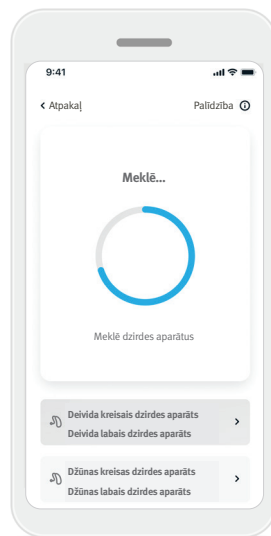 9:41
Atpakaļ Palīdzība
Meklē...
Meklē dzirdes aparātus
Deivida kreisais dzirdes aparāts
Deivida labais dzirdes aparāts
Džūnas kreisas dzirdes aparāts
Džūnas labais dzirdes aparāts